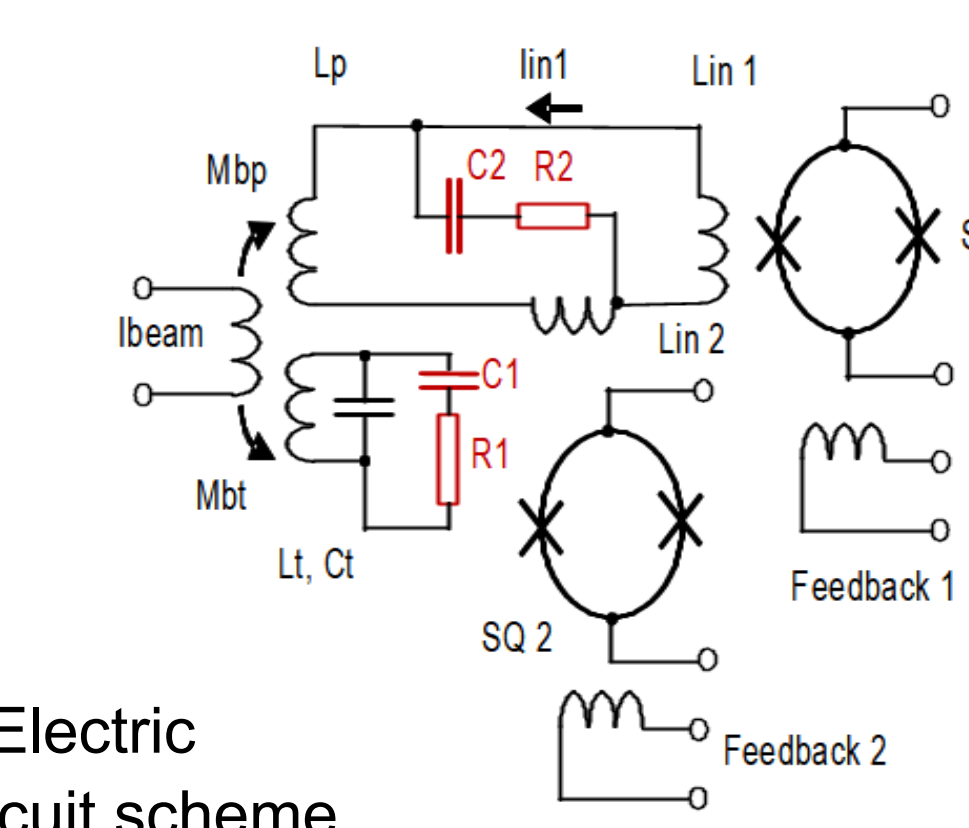 Lp
Iin1
Lin 1
Mbp
C2
R2
Ibeam
Lin 2
C1
R1
Mbt
Lt, Ct
Feedback 1
SQ 2
Feedback 2
Electric
scheme